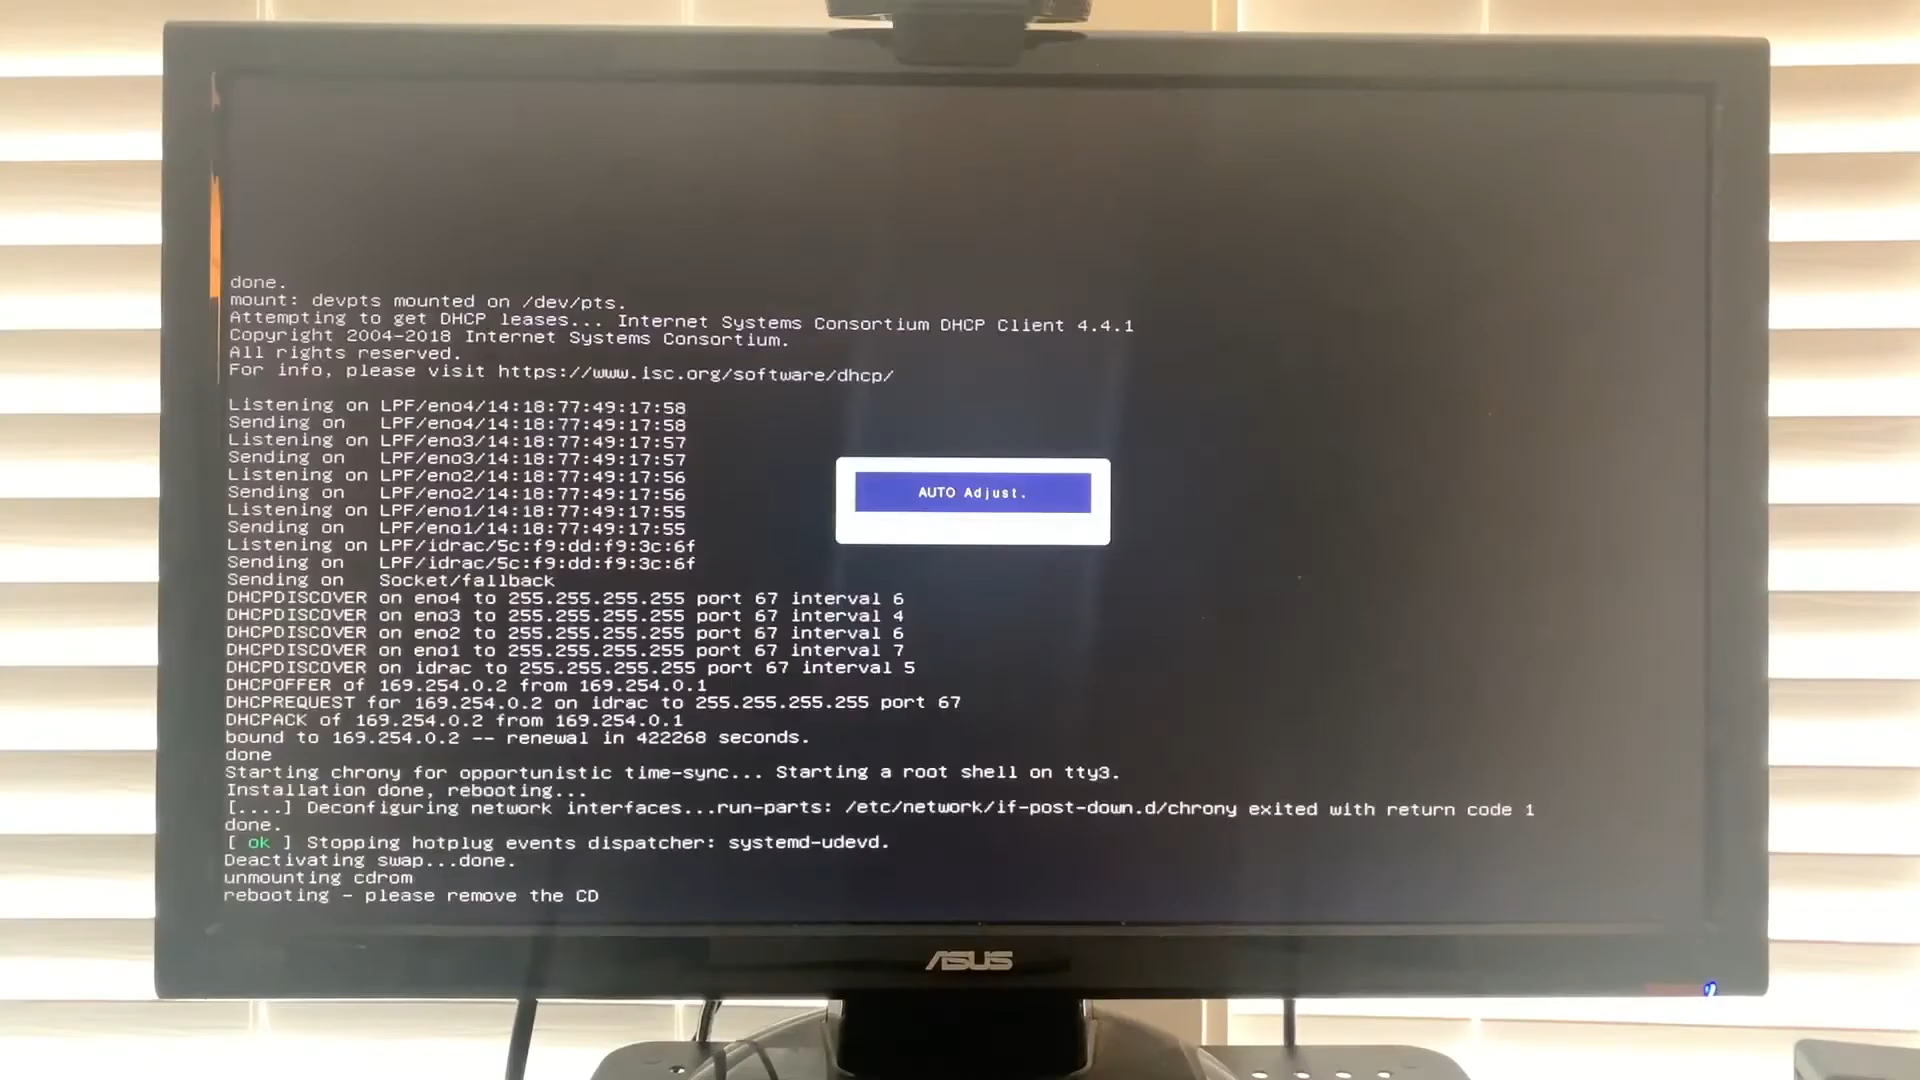 done.
mount: devpts mounted on /dev/pts.
Attempting to get DHCP leases... Internet Systems Consortium DHCP Client 4.4.1
Copyright 2004-2018 Internet Systems Consortium.
All rights reserved.
For info, please visit https://www.isc.org/software/dhcp/
Listening on LPF/eno4/14:18:77:49:17:58
Sending on   LPF/eno4/14:18:77:49:17:58
Listening on LPF/eno3/14:18:77:49:17:57
Sending on   LPF/eno3/14:18:77:49:17:57
Listening on LPF/eno2/14:18:77:49:17:56
Sending on   LPF/eno2/14:18:77:49:17:56
Listening on LPF/eno1/14:18:77:49:17:55
Sending on   LPF/eno1/14:18:77:49:17:55
Listening on LPF/idrac/5c:f9:dd:f9:3c:6f
Sending on   LPF/idrac/5c:f9:dd:f9:3c:6f
Sending on   Socket/fallback
DHCPDISCOVER on eno4 to 255.255.255.255 port 67 interval 6
DHCPDISCOVER on eno3 to 255.255.255.255 port 67 interval 4
DHCPDISCOVER on eno2 to 255.255.255.255 port 67 interval 6
DHCPDISCOVER on eno1 to 255.255.255.255 port 67 interval 7
DHCPDISCOVER on idrac to 255.255.255.255 port 67 interval 5
DHCPOFFER of 169.254.0.2 from 169.254.0.1
DHCPREQUEST for 169.254.0.2 on idrac to 255.255.255.255 port 67
DHCPACK of 169.254.0.2 from 169.254.0.1
bound to 169.254.0.2 -- renewal in 422268 seconds.
done
Starting chrony for opportunistic time-sync... Starting a root shell on tty3.
Installation done, rebooting...
[....] Deconfiguring network interfaces...run-parts: /etc/network/if-post-down.d/chrony exited with return code 1
done.
[ ok ] Stopping hotplug events dispatcher: systemd-udevd.
Deactivating swap...done.
unmounting cdrom
rebooting - please remove the CD
AUTO Adjust.
ASUS